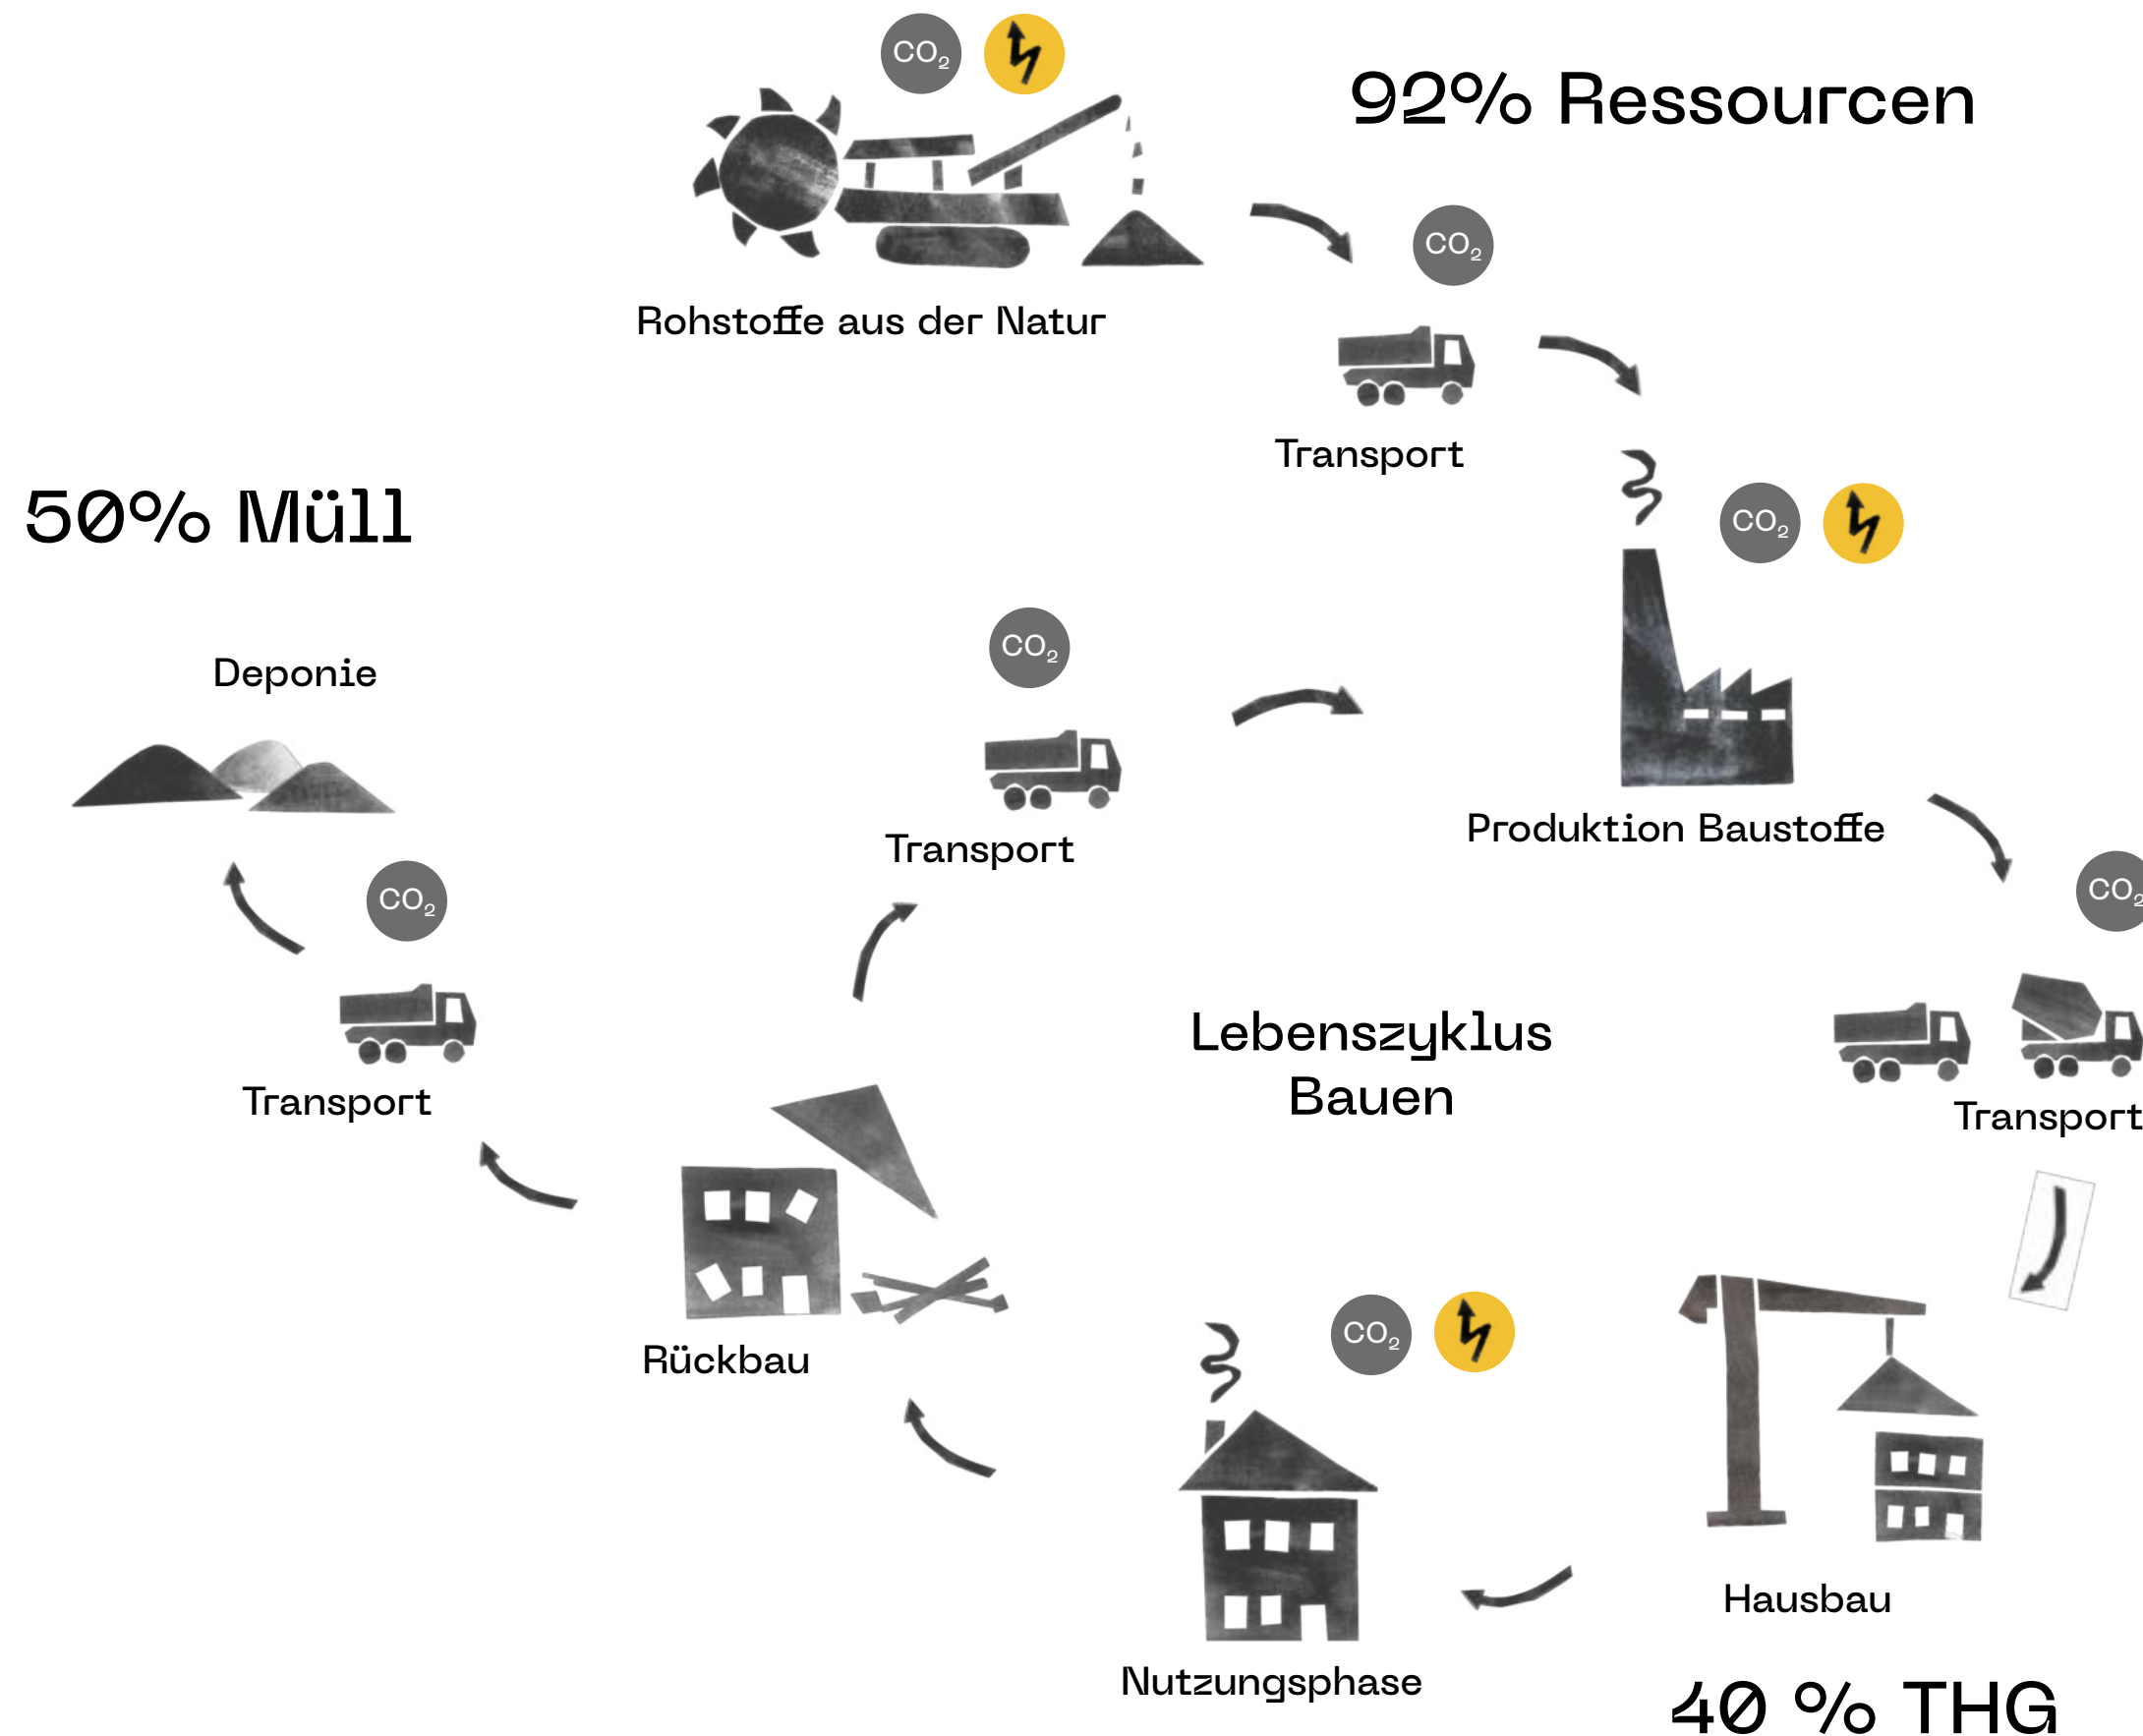 CO₂
92% Ressourcen
CO₂
Rohstoffe aus der Natur
Transport
50% Müll
CO₂
CO₂
Deponie
Transport
Produktion Baustoffe
CO₂
CO₂
Transport
Lebenszyklus
Bauen
Transport
CO₂
Rückbau
Hausbau
Nutzungsphase
40 % THG